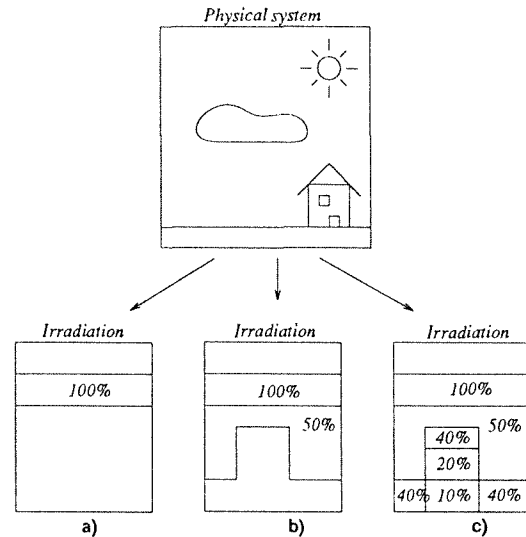 Physical system
Irradiation
100%
a)
Irradiation
100%
50%
b)
Irradiation
100%
50%
40%
20%
40% 10% 40%
c)